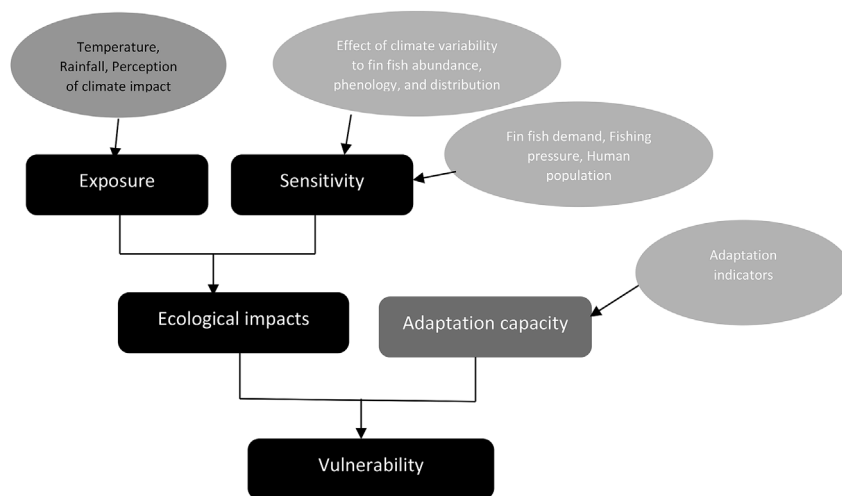 Temperature,
Rainfall, Perception
of climate impact
Effect of climate variability
to fin fish abundance,
phenology, and distribution
Fin fish demand, Fishing
pressure, Human
population
Exposure
Sensitivity
Adaptation
indicators
Ecological impacts
Adaptation capacity
Vulnerability